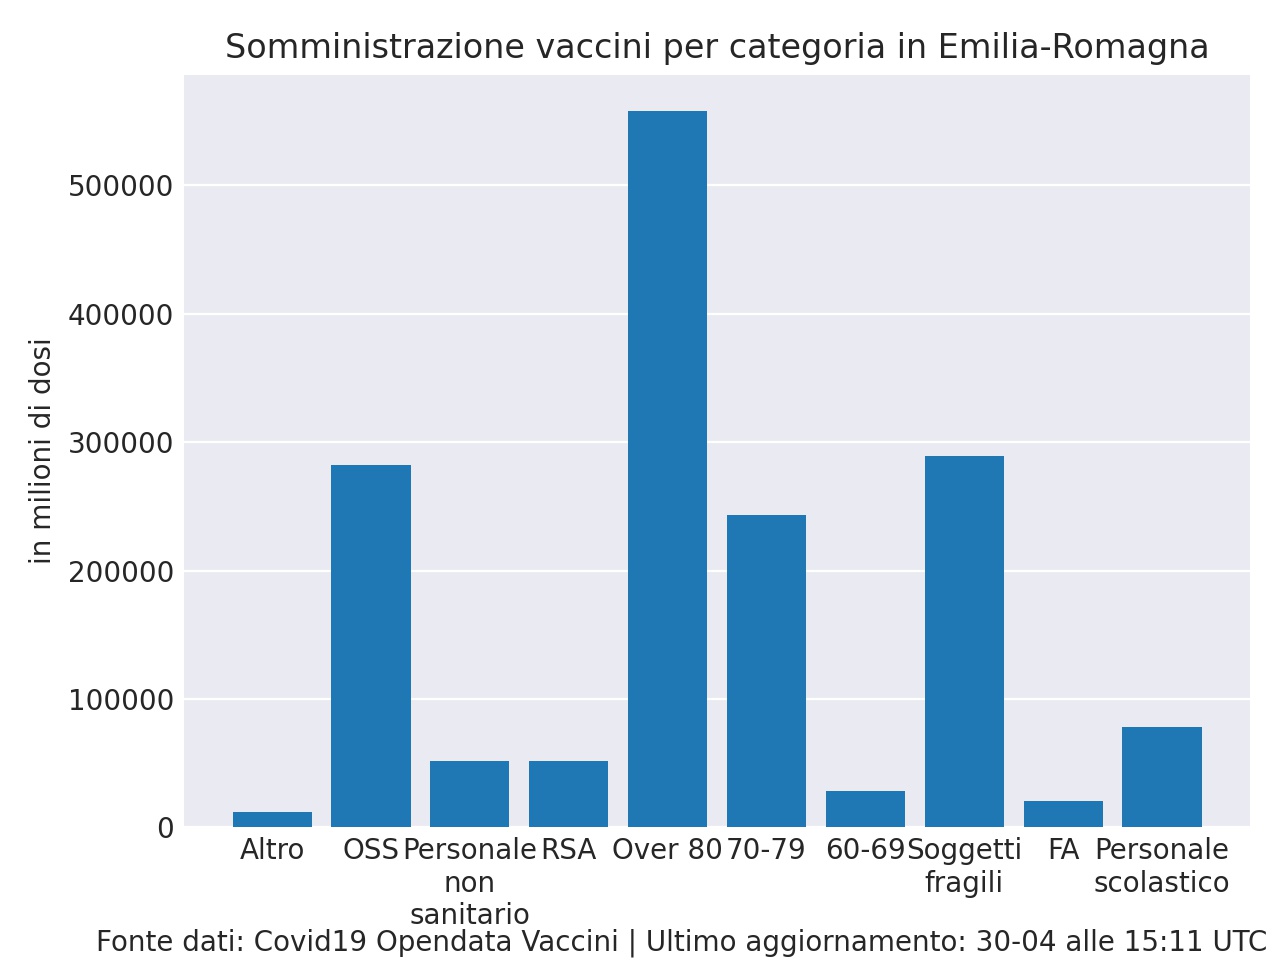 Somministrazione vaccini per categoria in Emilia-Romagna
in milioni di dosi
500000
400000
300000
200000
100000
0
Altro
OSS
Personale
non
sanitario
RSA
Over 80
70-79
60-69
Soggetti
fragili
FA
Personale
scolastico
Fonte dati: Covid19 Opendata Vaccini | Ultimo aggiornamento: 30-04 alle 15:11 UTC